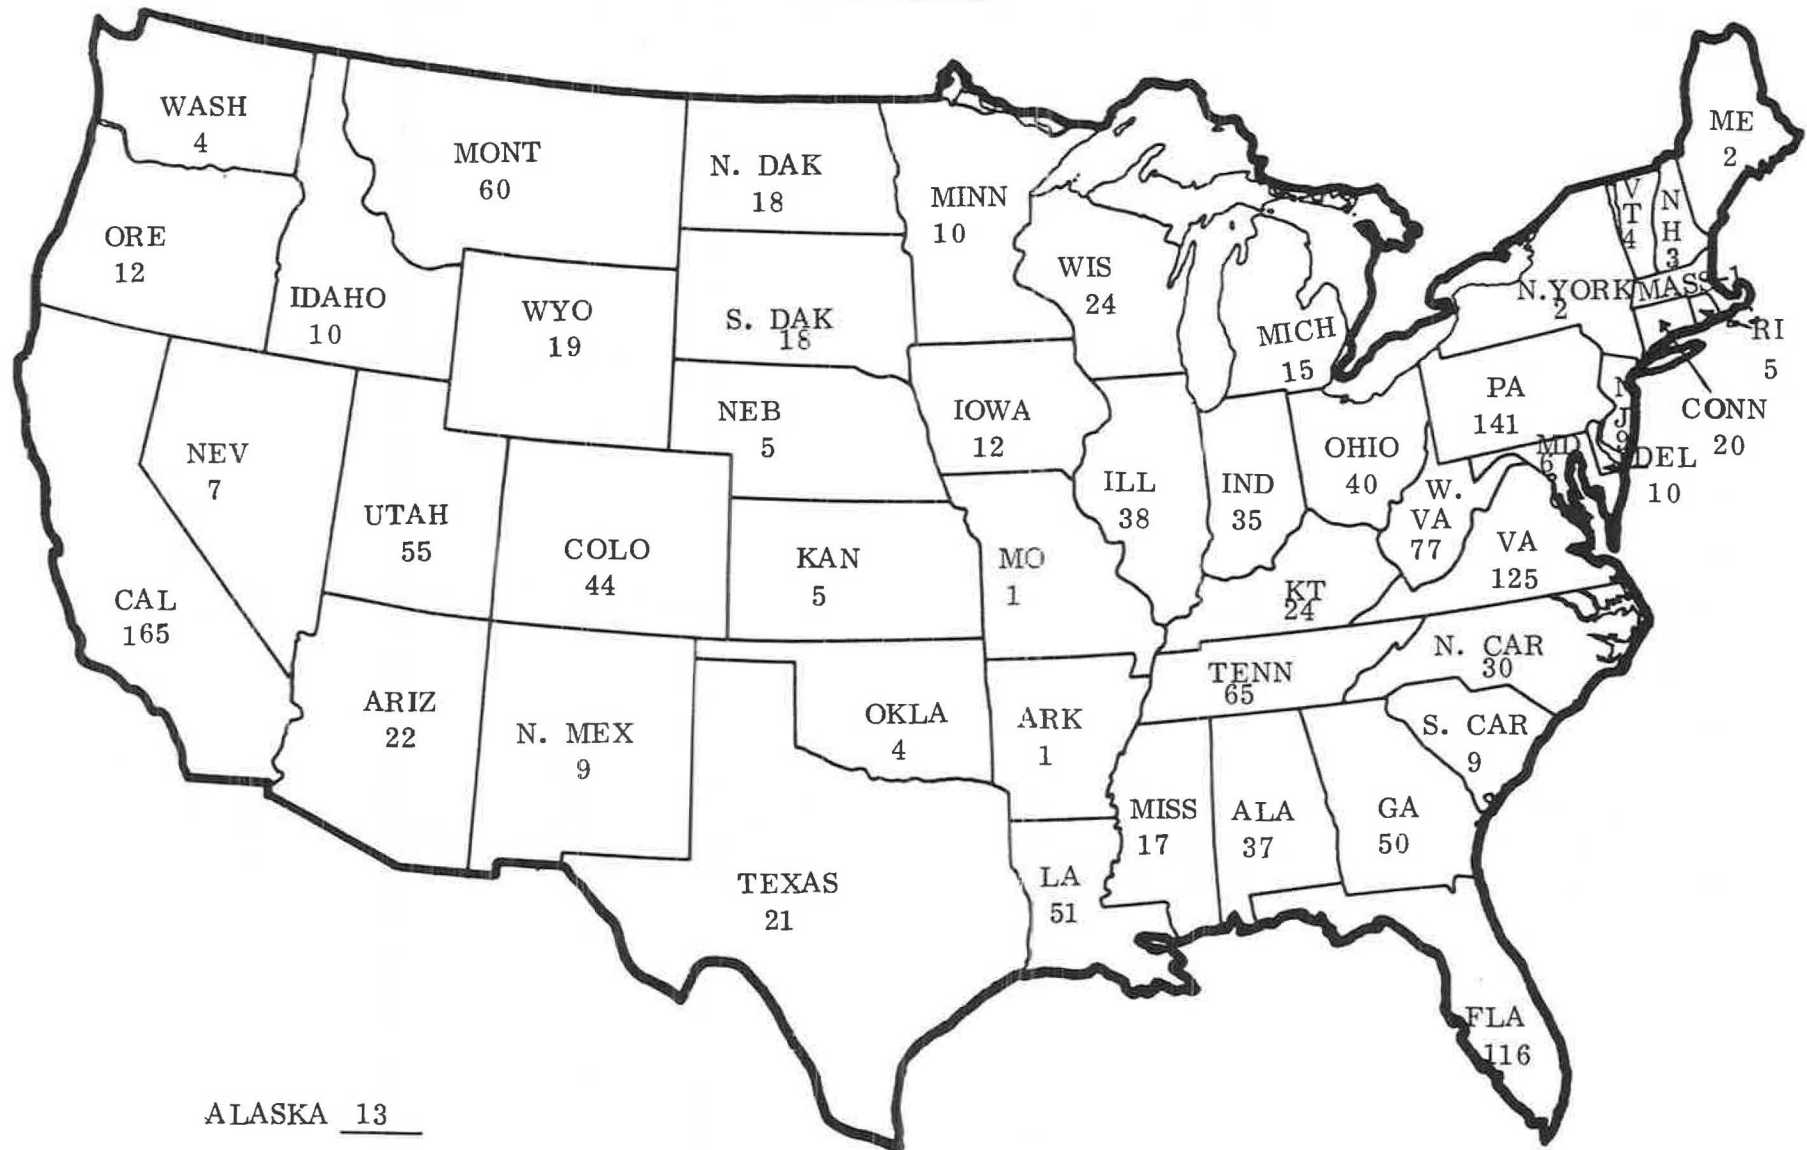 WASH
4
MONT
60
N. DAK
18
MINN
10
ME
2
V
T
4
N
H
3
ORE
12
IDAHO
10
WYO
19
S. DAK
18
WIS
24
MICH
15
N.YORK
2
MASS 1
RI
5
CONN
20
NEV
7
UTAH
55
COLO
44
NEB
5
IOWA
12
ILL
38
IND
35
OHIO
40
PA
141
N
J
9
MD
6
DEL
10
W.
VA
77
VA
125
CAL
165
KAN
5
MO
1
KT
24
ARIZ
22
N. MEX
9
OKLA
4
ARK
1
TENN
65
N. CAR
30
S. CAR
9
TEXAS
21
LA
51
MISS
17
ALA
37
GA
50
FLA
116
ALASKA 13